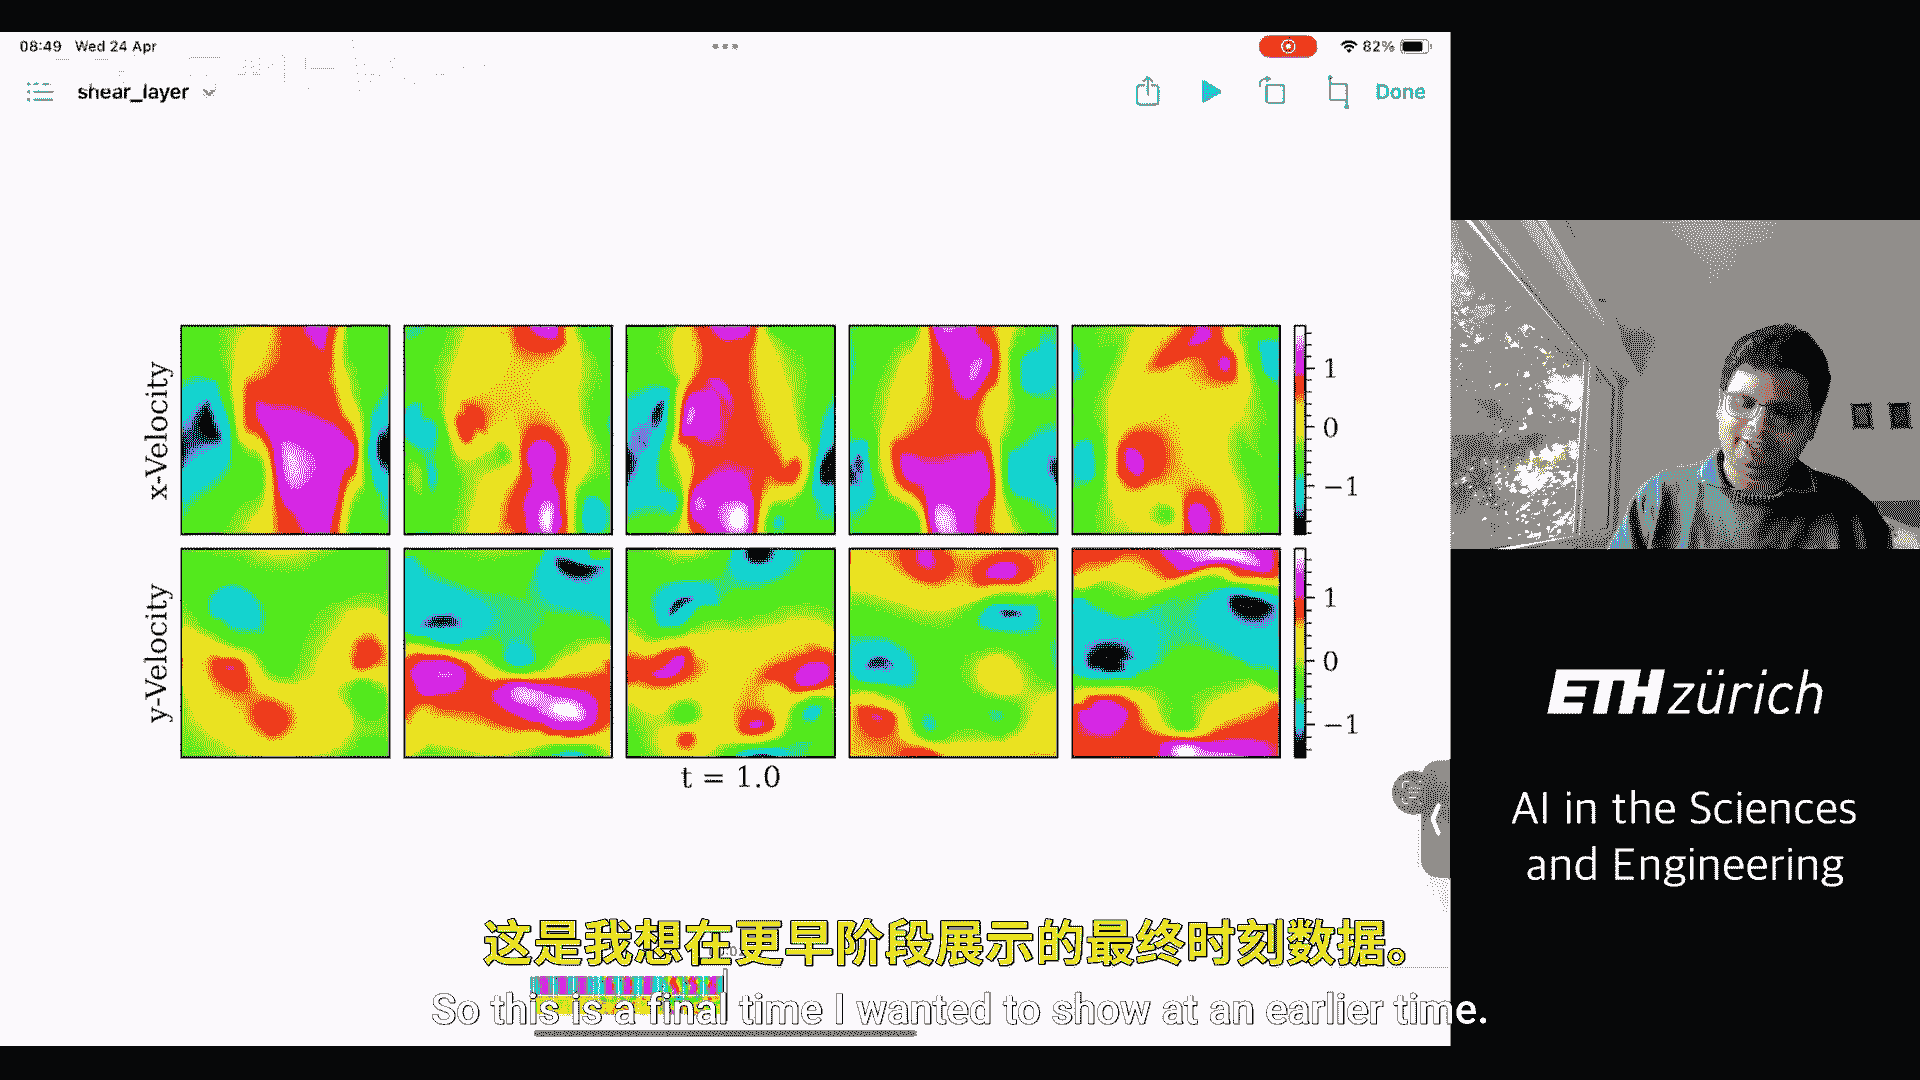 08:49 Wed 24 Apr
82%
shear_layer
Done
x-Velocity
1
0
−1
y-Velocity
1
0
−1
t = 1.0
ETH zürich
AI in the Sciences
and Engineering
这是我想在更早阶段展示的最终时刻数据。
So this is a final time I wanted to show at an earlier time.